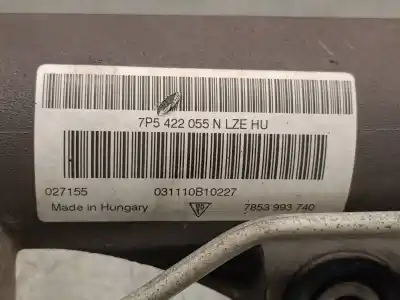 7P5 422 055 N LZE HU
027155 031110B10227
Made in Hungary 7853 993 740